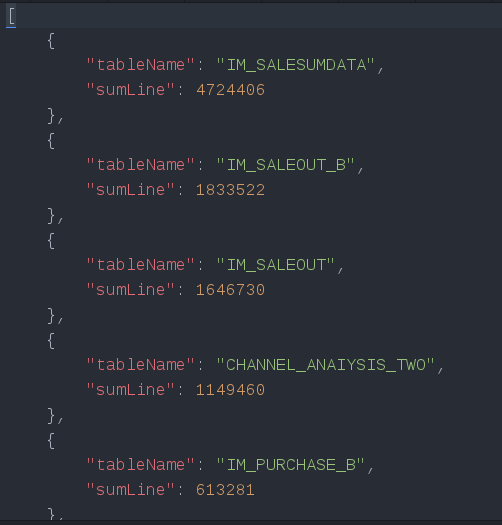 [
    {
        "tableName": "IM_SALESUMDATA",
        "sumLine": 4724406
    },
    {
        "tableName": "IM_SALEOUT_B",
        "sumLine": 1833522
    },
    {
        "tableName": "IM_SALEOUT",
        "sumLine": 1646730
    },
    {
        "tableName": "CHANNEL_ANAIYSIS_TWO",
        "sumLine": 1149460
    },
    {
        "tableName": "IM_PURCHASE_B",
        "sumLine": 613281
    },